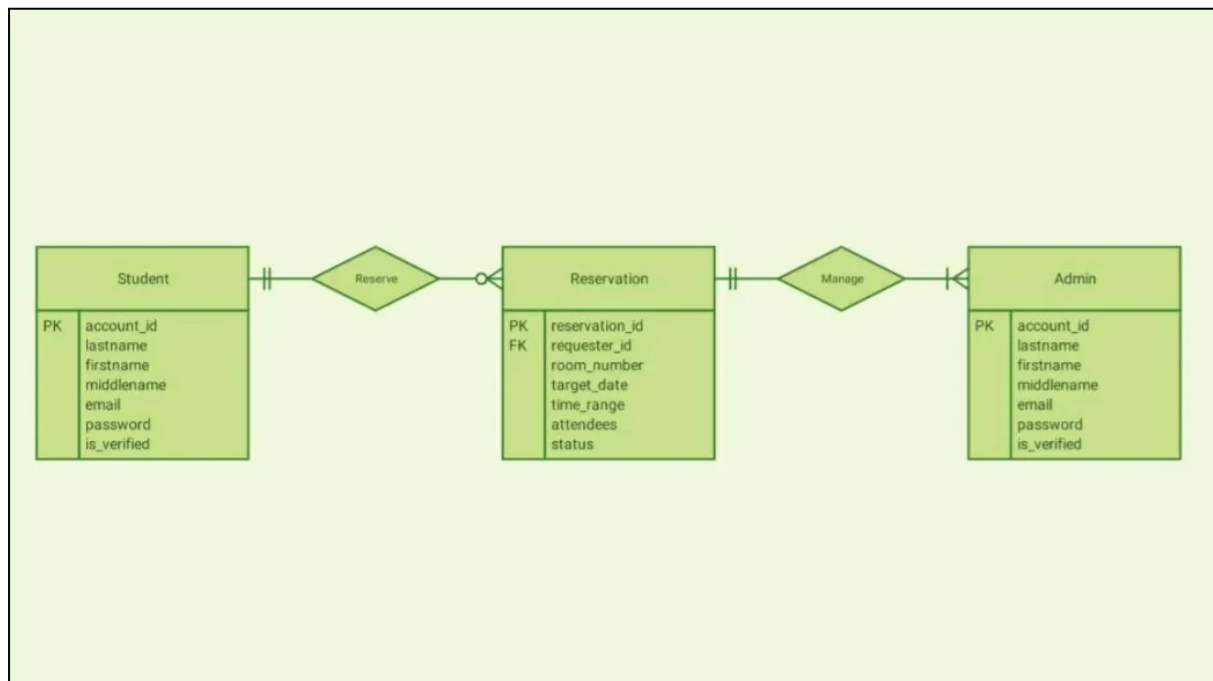 Student
Reserve
Reservation
Manage
Admin
PK account_id
lastname
firstname
middlename
email
password
is_verified
PK reservation_id
FK requester_id
room_number
target_date
time_range
attendees
status
PK account_id
lastname
firstname
middlename
email
password
is_verified